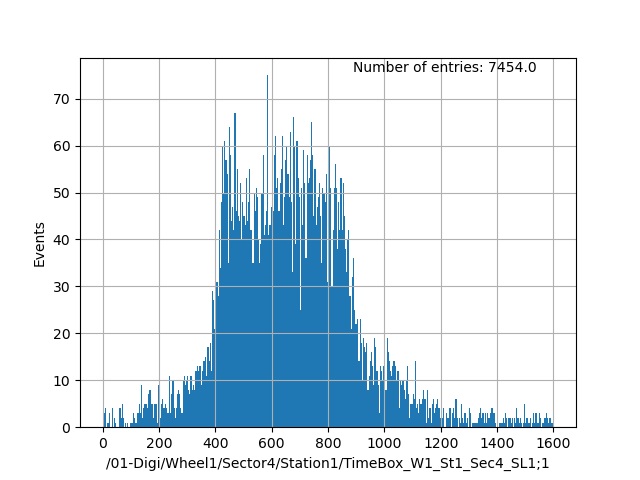 Number of entries: 7454.0
70
60
50
40
30
20
10
0
Events
0 200 400 600 800 1000 1200 1400 1600
/01-Digi/Wheel1/Sector4/Station1/TimeBox_W1_St1_Sec4_SL1;1